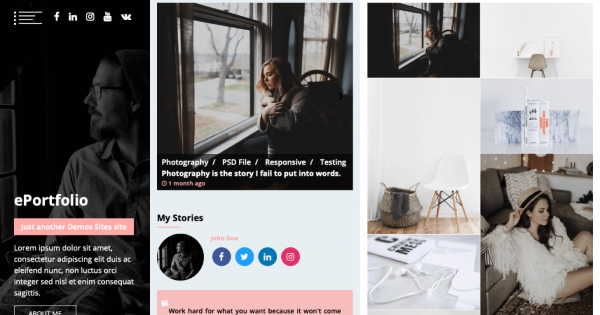 ePortfolio
Just another Demos Sites site
Lorem ipsum dolor sit amet,
consectetur adipiscing elit duis ac
eleifend nunc, non luctus orci
integer sed nisl et enim consequat
sagittis.
ABOUT ME
Photography / PSD File / Responsive / Testing
Photography is the story I fail to put into words.
1 month ago
My Stories
John Doe
Work hard for what you want because it won't come